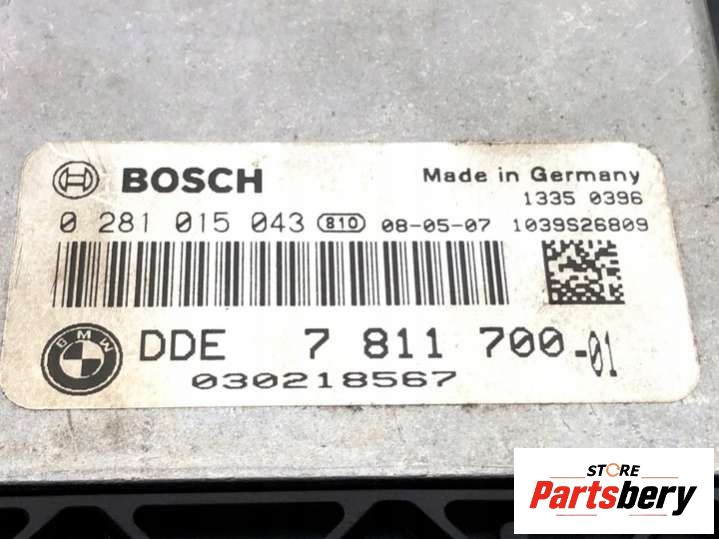 BOSCH
Made in Germany
1335 0396
0 281 015 043 810 08-05-07 1039S26809
BMW
DDE 7 811 700-01
030218567
STORE
Partsbery